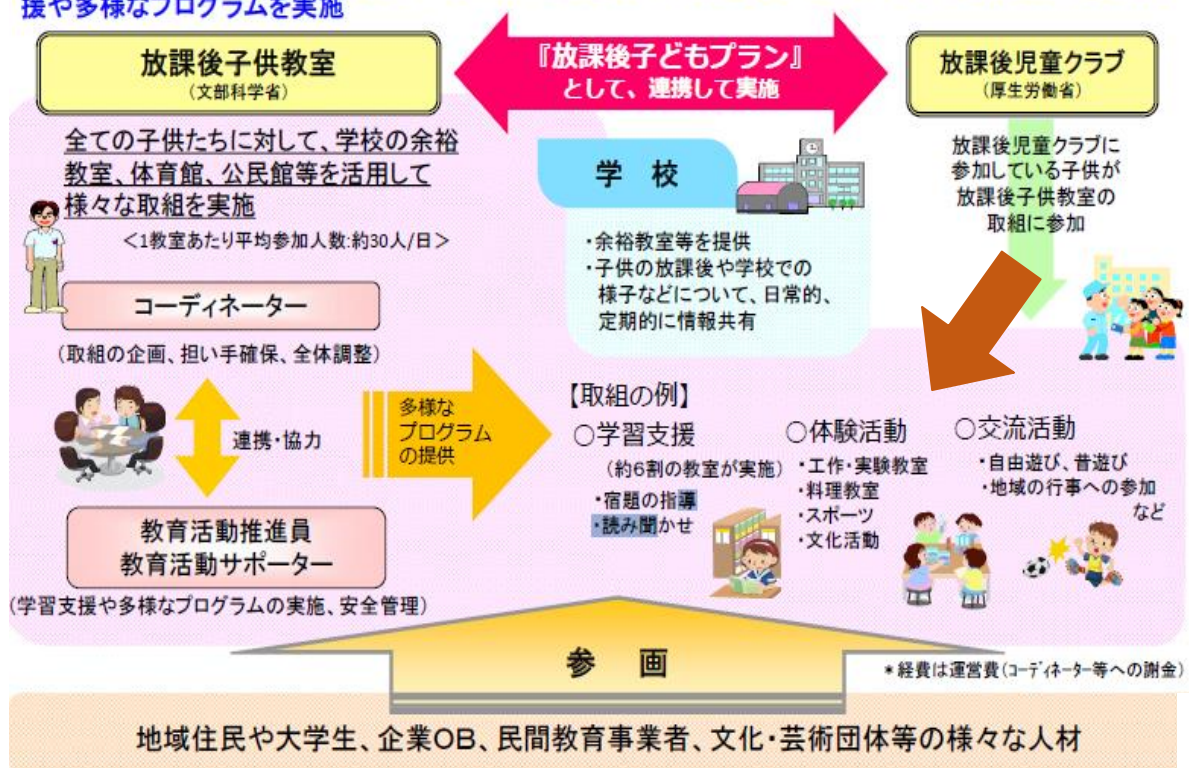 援や多様なプログラムを実施
放課後子供教室
（文部科学省）
『放課後子どもプラン』
として、連携して実施
放課後児童クラブ
（厚生労働省）
全ての子供たちに対して、学校の余裕
教室、体育館、公民館等を活用して
様々な取組を実施
＜1教室あたり平均参加人数:約30人/日＞
学　校
・余裕教室等を提供
・子供の放課後や学校での
様子などについて、日常的、
定期的に情報共有
放課後児童クラブに
参加している子供が
放課後子供教室の
取組に参加
コーディネーター
（取組の企画、担い手確保、全体調整）
連携・協力
多様な
プログラム
の提供
教育活動推進員
教育活動サポーター
（学習支援や多様なプログラムの実施、安全管理）
【取組の例】
○学習支援
（約6割の教室が実施）
・宿題の指導
・読み聞かせ
○体験活動
・工作・実験教室
・料理教室
・スポーツ
・文化活動
○交流活動
・自由遊び、昔遊び
・地域の行事への参加
など
参　画
＊経費は運営費（コーディネーター等への謝金）
地域住民や大学生、企業OB、民間教育事業者、文化・芸術団体等の様々な人材